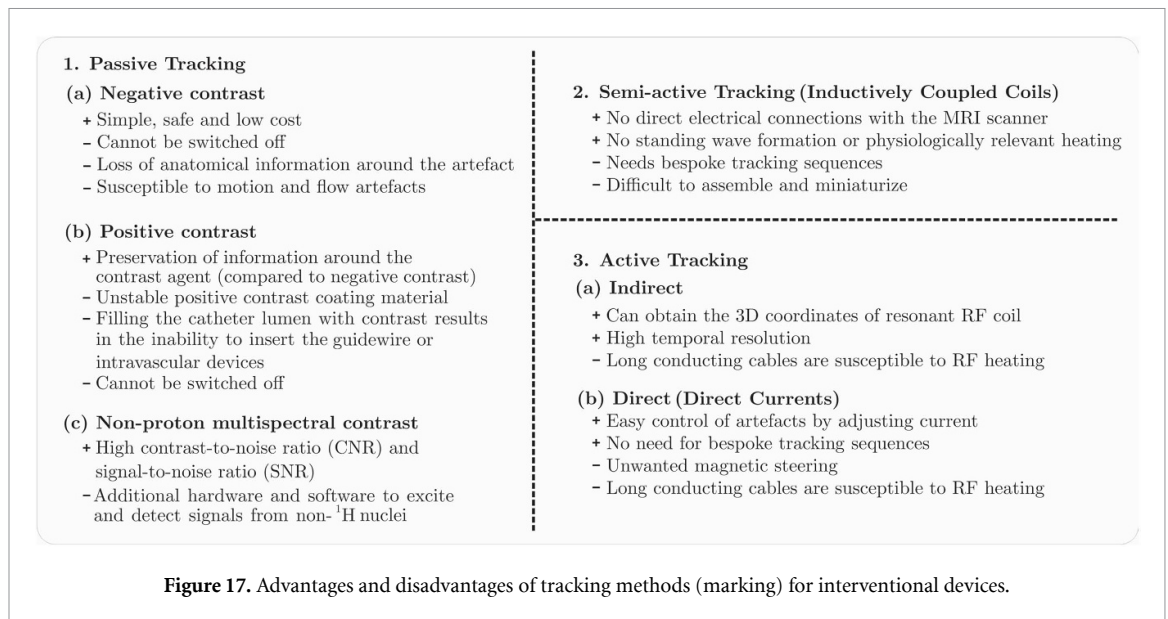 1. Passive Tracking
(a) Negative contrast
+ Simple, safe and low cost
– Cannot be switched off
– Loss of anatomical information around the artefact
– Susceptible to motion and flow artefacts
(b) Positive contrast
+ Preservation of information around the
contrast agent (compared to negative contrast)
– Unstable positive contrast coating material
– Filling the catheter lumen with contrast results
in the inability to insert the guidewire or
intravascular devices
– Cannot be switched off
(c) Non-proton multispectral contrast
+ High contrast-to-noise ratio (CNR) and
signal-to-noise ratio (SNR)
– Additional hardware and software to excite
and detect signals from non- ¹H nuclei
2. Semi-active Tracking (Inductively Coupled Coils)
+ No direct electrical connections with the MRI scanner
+ No standing wave formation or physiologically relevant heating
– Needs bespoke tracking sequences
– Difficult to assemble and miniaturize
3. Active Tracking
(a) Indirect
+ Can obtain the 3D coordinates of resonant RF coil
+ High temporal resolution
– Long conducting cables are susceptible to RF heating
(b) Direct (Direct Currents)
+ Easy control of artefacts by adjusting current
+ No need for bespoke tracking sequences
– Unwanted magnetic steering
– Long conducting cables are susceptible to RF heating
Figure 17. Advantages and disadvantages of tracking methods (marking) for interventional devices.